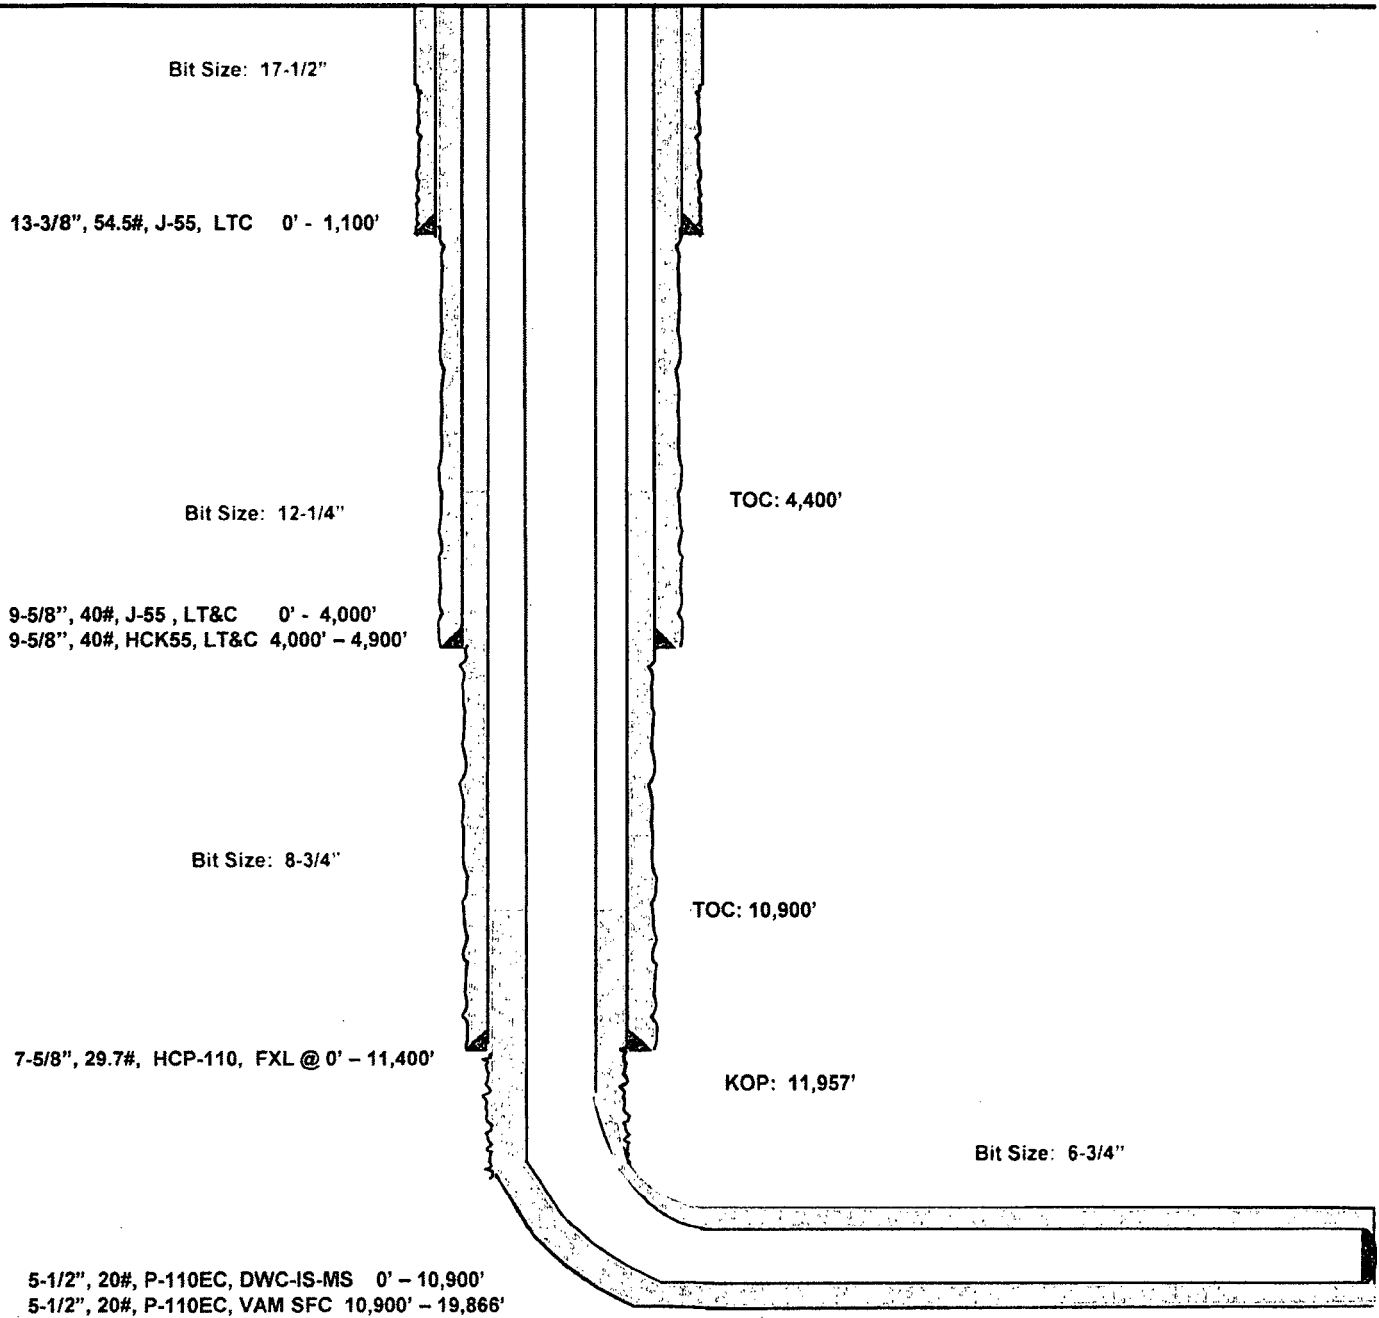 Bit Size: 17-1/2"
13-3/8", 54.5#, J-55, LTC 0' - 1,100'
TOC: 4,400'
Bit Size: 12-1/4"
9-5/8", 40#, J-55 , LT&C 0' - 4,000'
9-5/8", 40#, HCK55, LT&C 4,000' – 4,900'
Bit Size: 8-3/4"
TOC: 10,900'
7-5/8", 29.7#, HCP-110, FXL @ 0' – 11,400'
KOP: 11,957'
Bit Size: 6-3/4"
5-1/2", 20#, P-110EC, DWC-IS-MS 0' – 10,900'
5-1/2", 20#, P-110EC, VAM SFC 10,900' – 19,866'